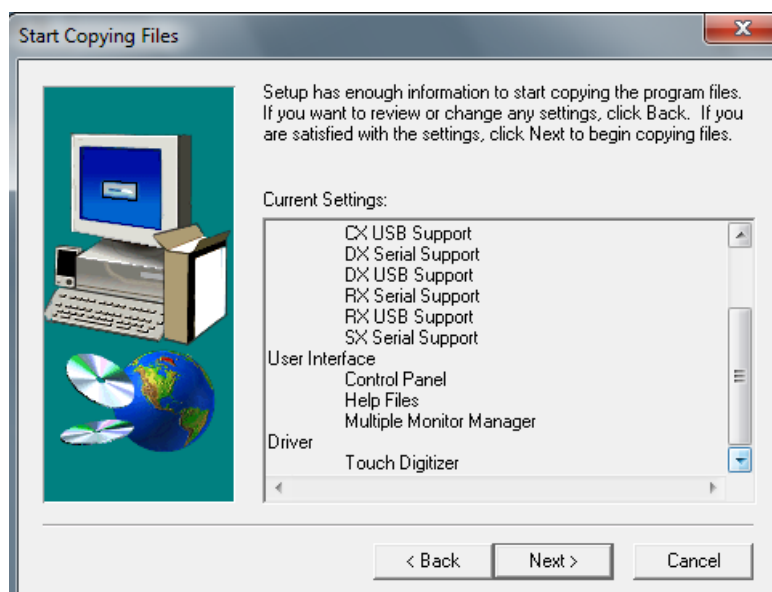 Start Copying Files
Setup has enough information to start copying the program files.
If you want to review or change any settings, click Back. If you
are satisfied with the settings, click Next to begin copying files.
Current Settings:
CX USB Support
DX Serial Support
DX USB Support
RX Serial Support
RX USB Support
SX Serial Support
User Interface
Control Panel
Help Files
Multiple Monitor Manager
Driver
Touch Digitizer
< Back
Next >
Cancel